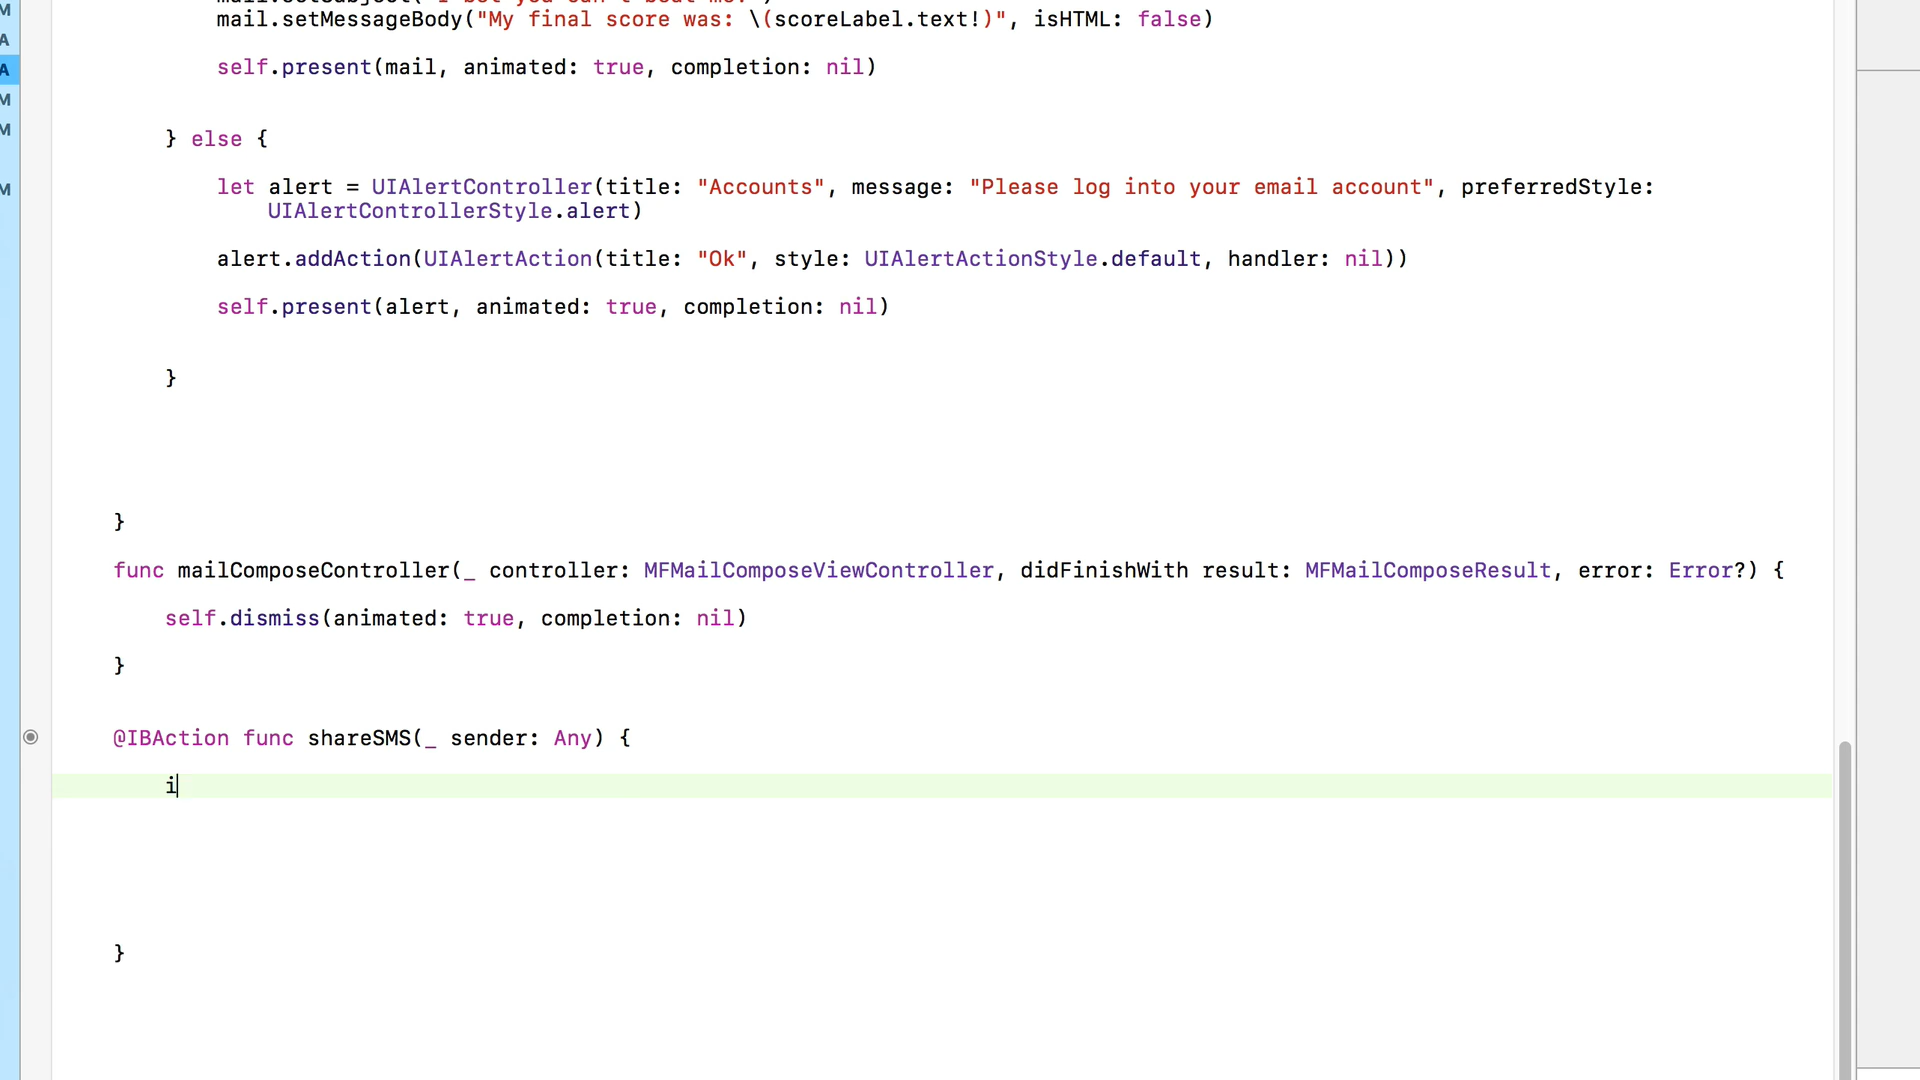 mail.setMessageBody("My final score was: \(scoreLabel.text!)", isHTML: false)
self.present(mail, animated: true, completion: nil)
} else {
let alert = UIAlertController(title: "Accounts", message: "Please log into your email account", preferredStyle:
UIAlertControllerStyle.alert)
alert.addAction(UIAlertAction(title: "Ok", style: UIAlertActionStyle.default, handler: nil))
self.present(alert, animated: true, completion: nil)
}
}
func mailComposeController(_ controller: MFMailComposeViewController, didFinishWith result: MFMailComposeResult, error: Error?) {
self.dismiss(animated: true, completion: nil)
}
@IBAction func shareSMS(_ sender: Any) {
i
}
M
A
A
M
M
M